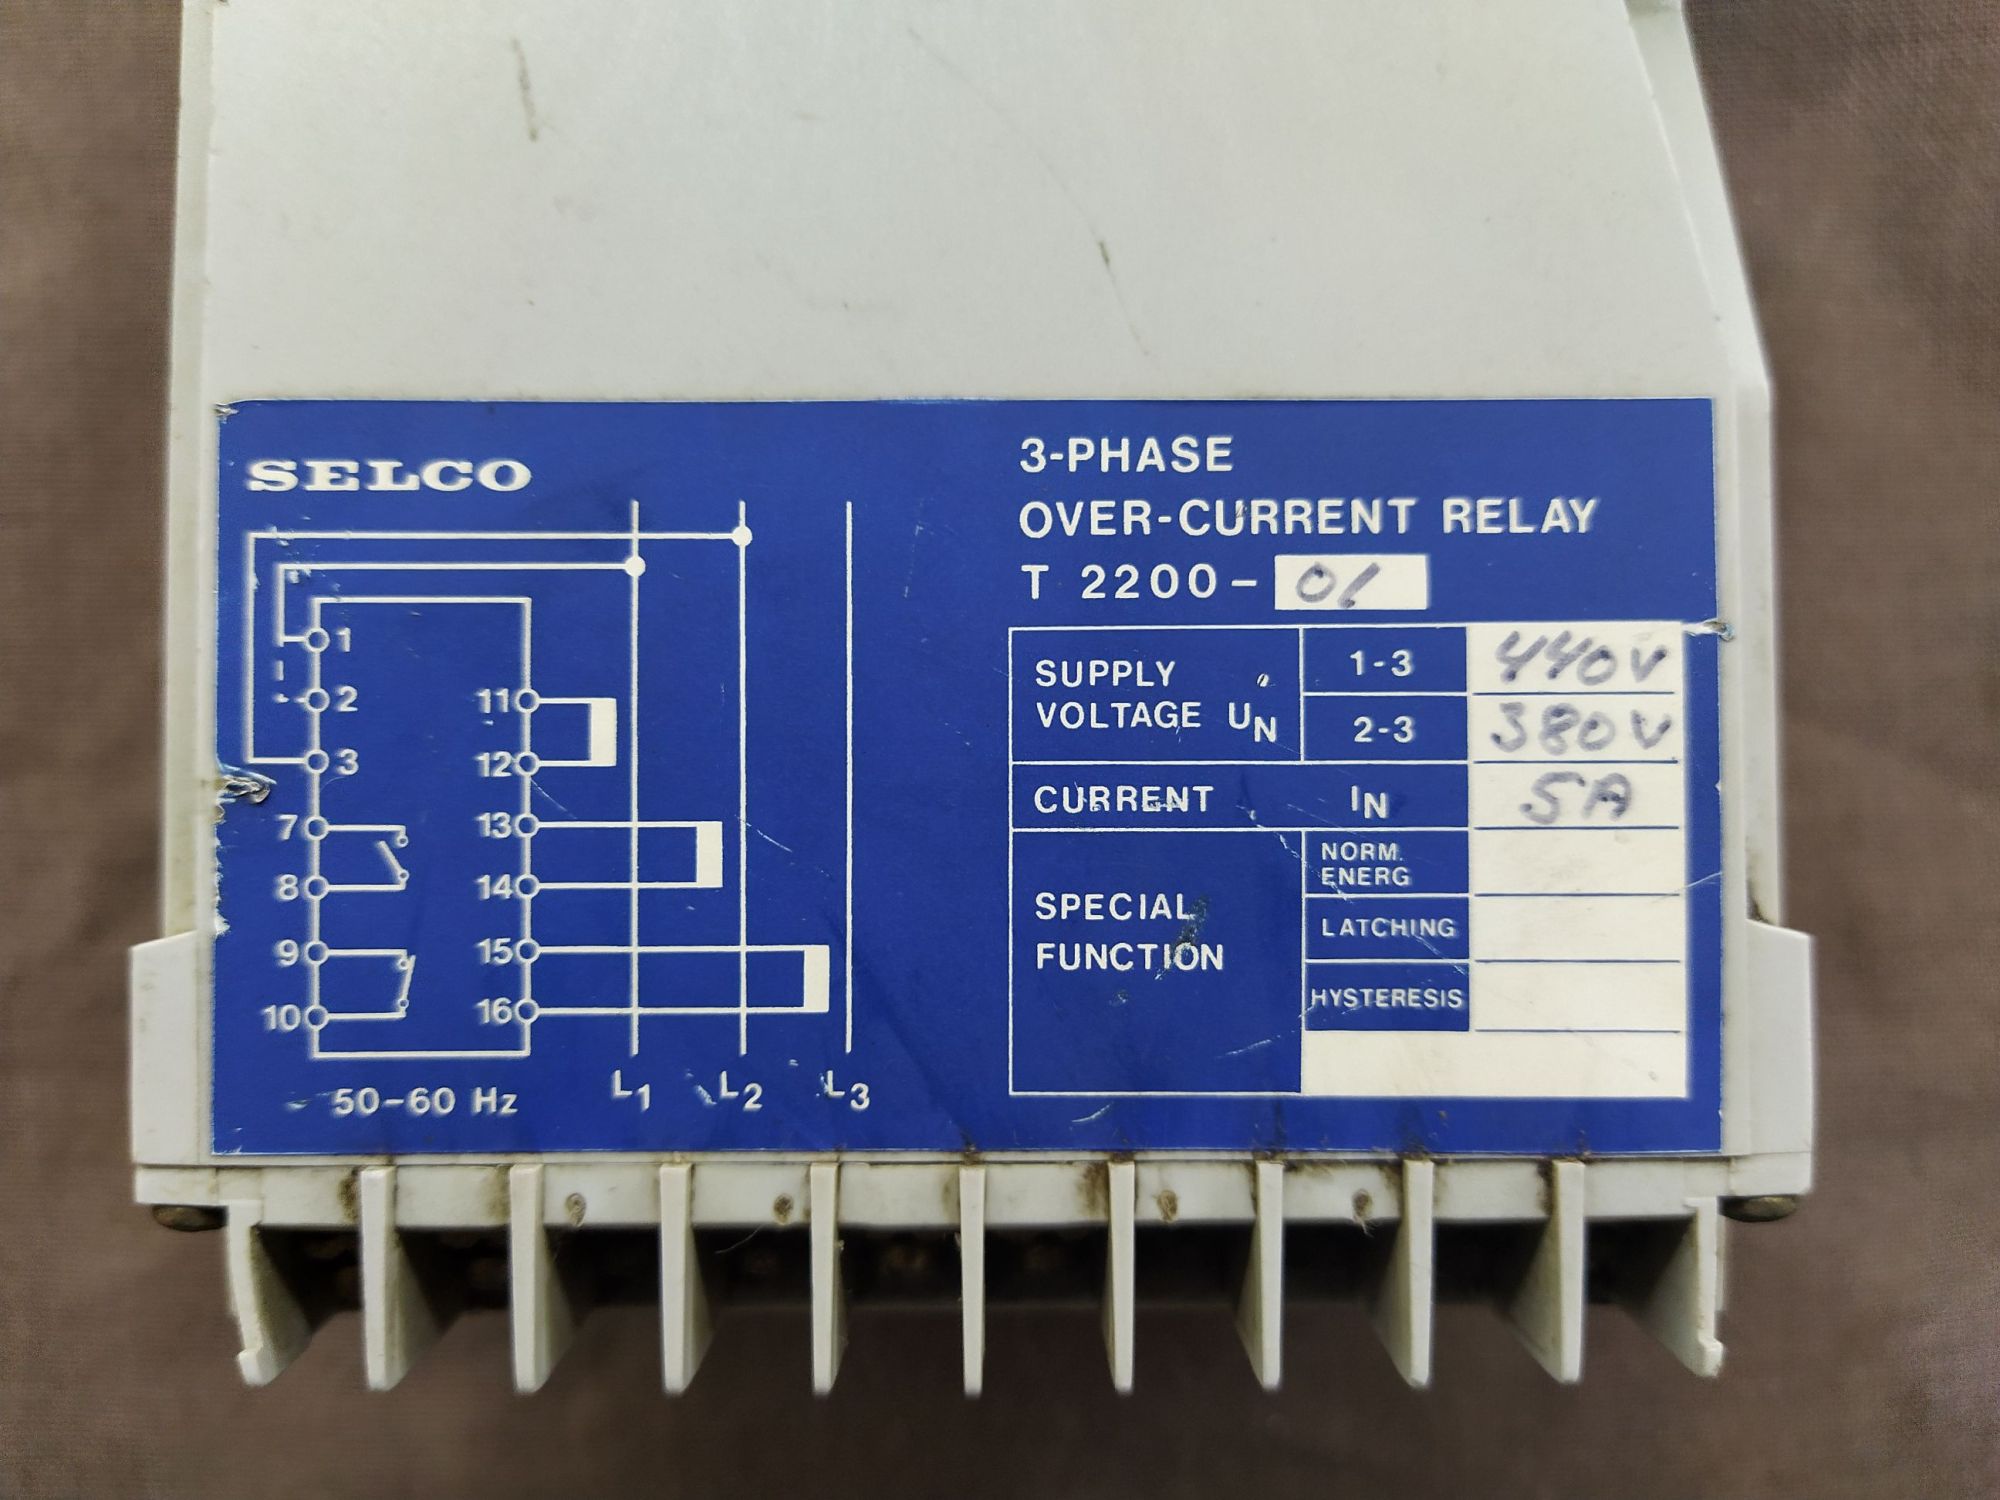 SELCO
1
2
3
7
8
9
10
11
12
13
14
15
16
50-60 Hz
L1
L2
L3
3-PHASE
OVER-CURRENT RELAY
T 2200- 01
SUPPLY
VOLTAGE UN
1-3 440V
2-3 380V
CURRENT IN 5A
SPECIAL
FUNCTION
NORM.
ENERG
LATCHING
HYSTERESIS